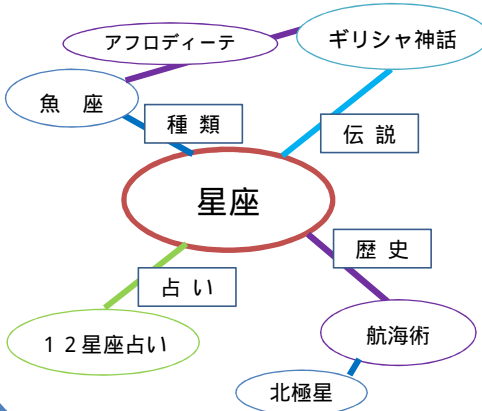 アフロディーテ
ギリシャ神話
魚　座
種 類
伝 説
星座
歴 史
占 い
１２星座占い
航海術
北極星